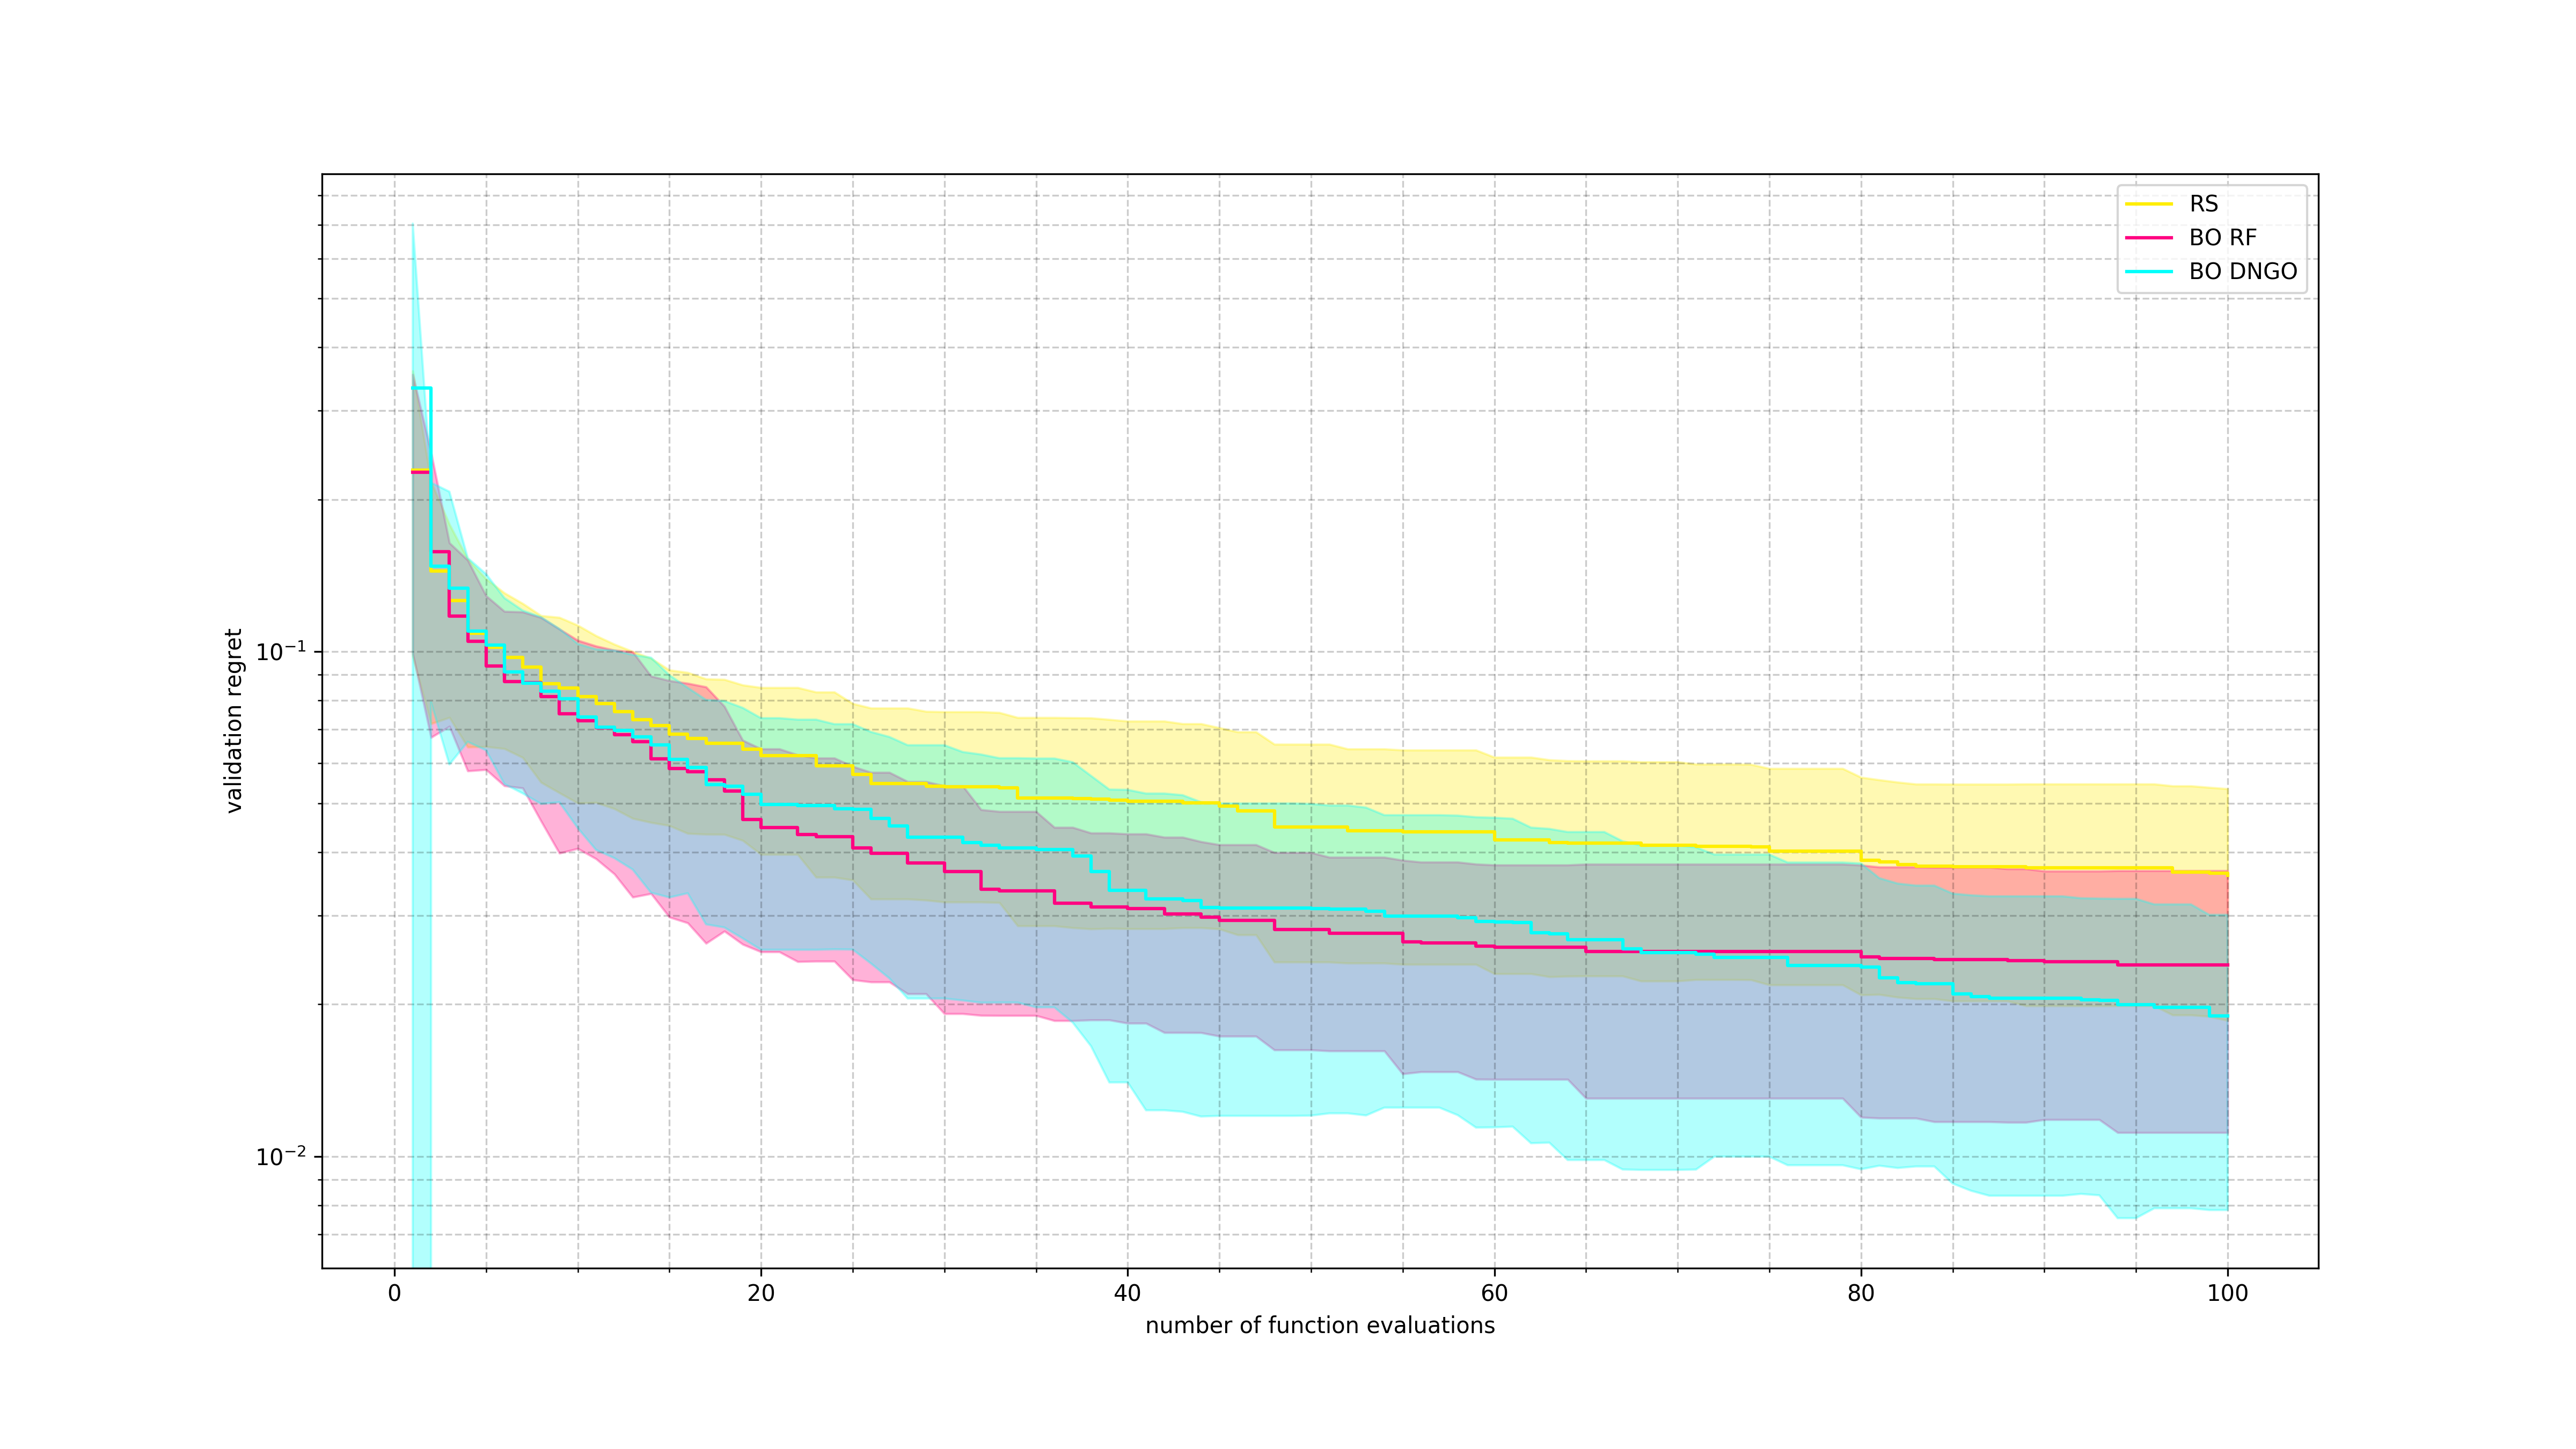 RS
BO RF
BO DNGO
validation regret
10⁻¹
10⁻²
0 20 40 60 80 100
number of function evaluations